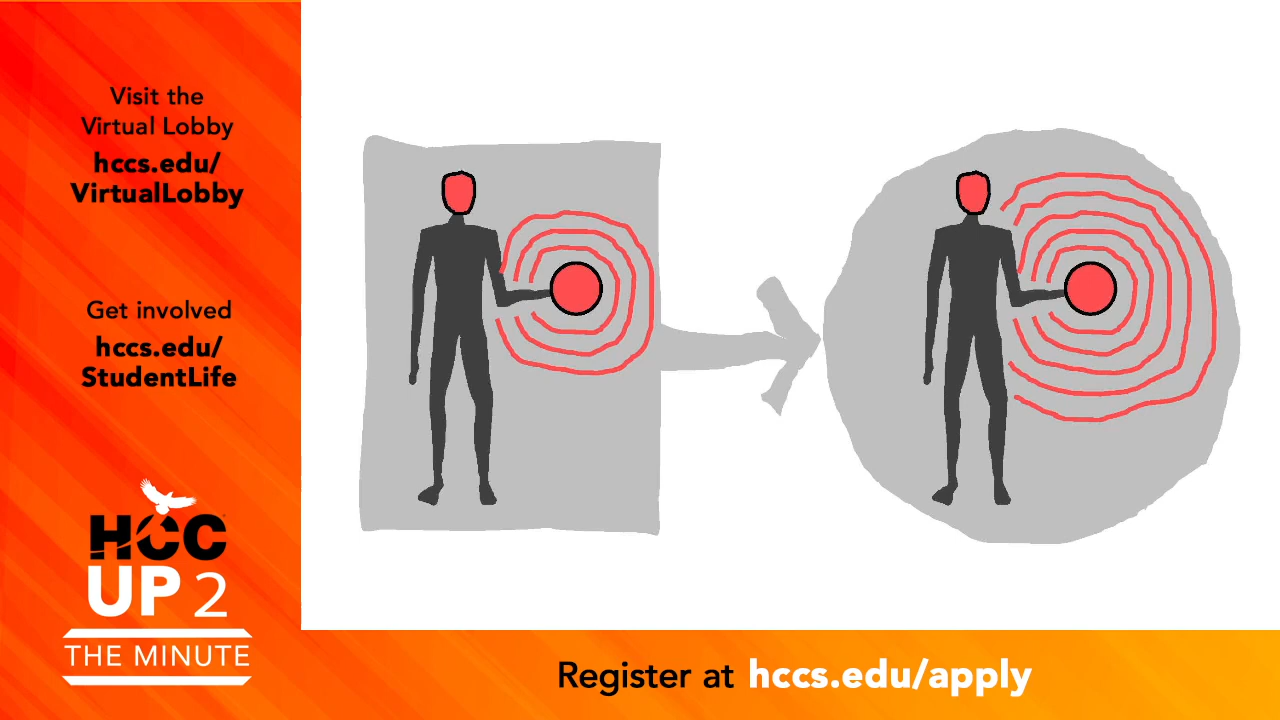 Visit the
Virtual Lobby
hccs.edu/
VirtualLobby
Get involved
hccs.edu/
StudentLife
HCC
UP 2
THE MINUTE
Register at hccs.edu/apply